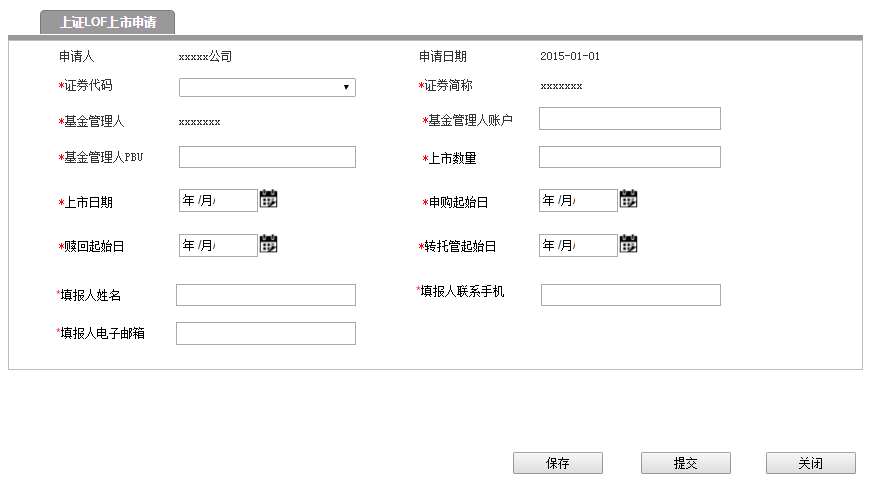 上证LOF上市申请
申请人 xxxxx公司 申请日期 2015-01-01
*证券代码 *证券简称 xxxxxxx
*基金管理人 xxxxxxx *基金管理人账户
*基金管理人PBU *上市数量
*上市日期 年 /月/ *申购起始日 年 /月/
*赎回起始日 年 /月/ *转托管起始日 年 /月/
*填报人姓名 *填报人联系手机
*填报人电子邮箱
保存 提交 关闭